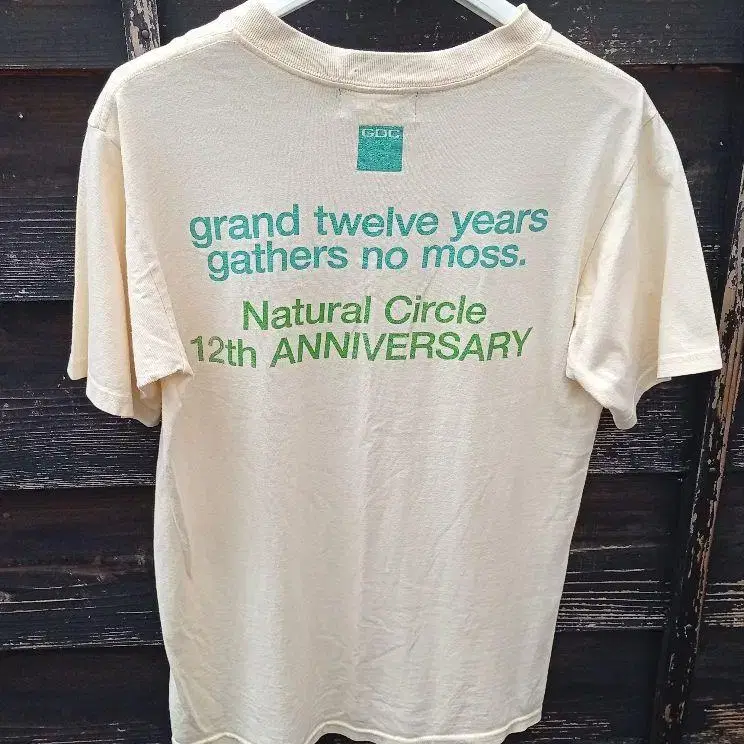 GDC
grand twelve years
gathers no moss.
Natural Circle
12th ANNIVERSARY